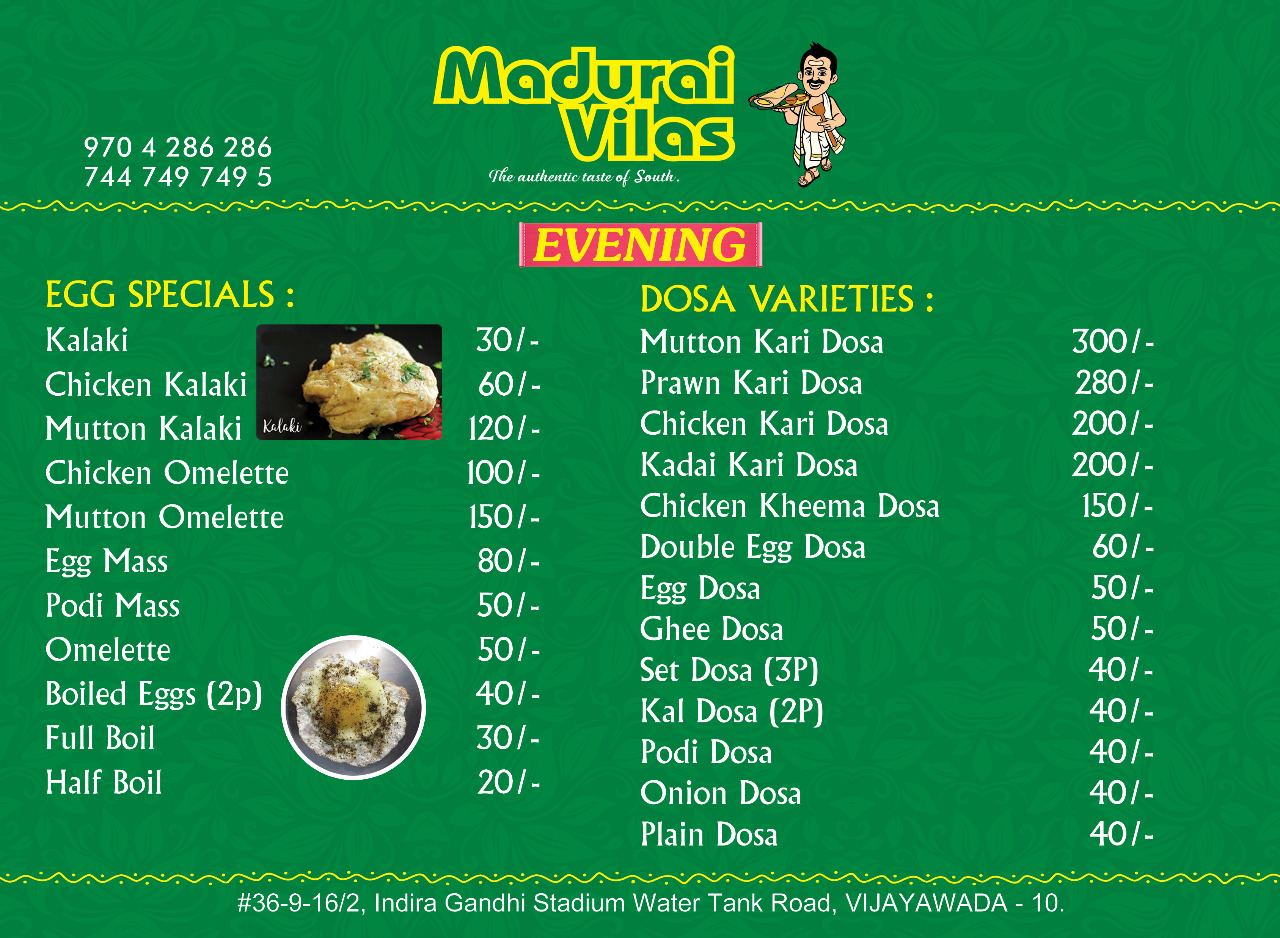 Madurai
Vilas
The authentic taste of South.
970 4 286 286
744 749 749 5
EVENING
EGG SPECIALS :
Kalaki 30/-
Chicken Kalaki 60/-
Mutton Kalaki 120/-
Kalaki
Chicken Omelette 100/-
Mutton Omelette 150/-
Egg Mass 80/-
Podi Mass 50/-
Omelette 50/-
Boiled Eggs (2p) 40/-
Full Boil 30/-
Half Boil 20/-
DOSA VARIETIES :
Mutton Kari Dosa 300/-
Prawn Kari Dosa 280/-
Chicken Kari Dosa 200/-
Kadai Kari Dosa 200/-
Chicken Kheema Dosa 150/-
Double Egg Dosa 60/-
Egg Dosa 50/-
Ghee Dosa 50/-
Set Dosa (3P) 40/-
Kal Dosa (2P) 40/-
Podi Dosa 40/-
Onion Dosa 40/-
Plain Dosa 40/-
#36-9-16/2, Indira Gandhi Stadium Water Tank Road, VIJAYAWADA - 10.